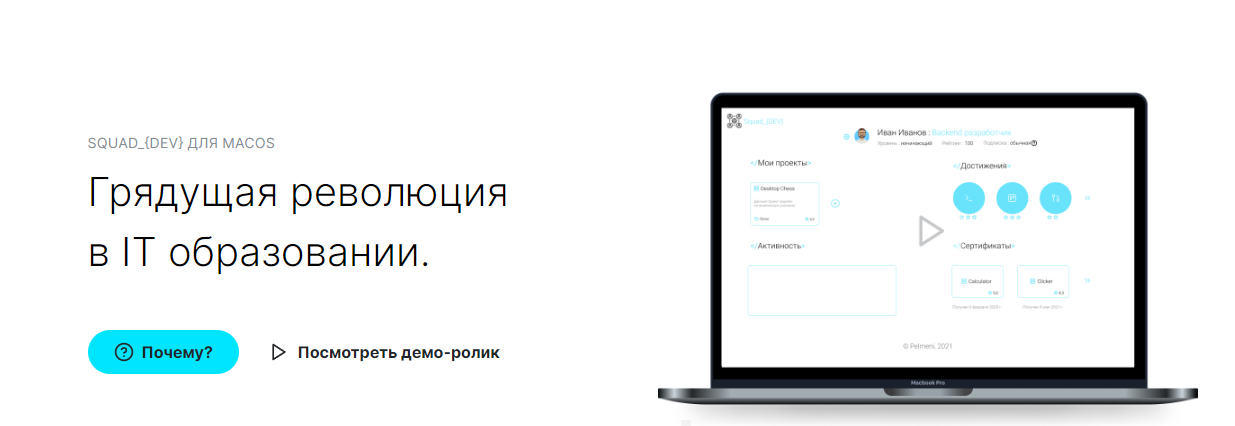 SQUAD_{DEV} ДЛЯ MACOS
Грядущая революция
в IT образовании.
Почему?
Посмотреть демо-ролик
Squad_{DEV}
Иван Иванов : Backend разработчик
Уровень : начинающий Рейтинг : 100 Подписка : обычная
</Мои проекты>
Desktop Chess
</Активность>
</Достижения>
</Сертификаты>
Calculator
Clicker
© Pelmeni, 2021
Macbook Pro